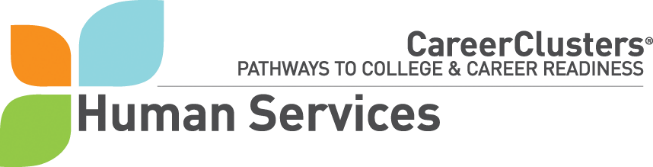 CareerClusters®
PATHWAYS TO COLLEGE & CAREER READINESS
Human Services